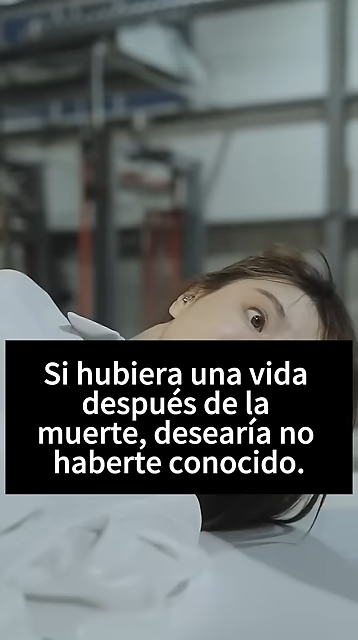 Si hubiera una vida
después de la
muerte, desearía no
haberte conocido.